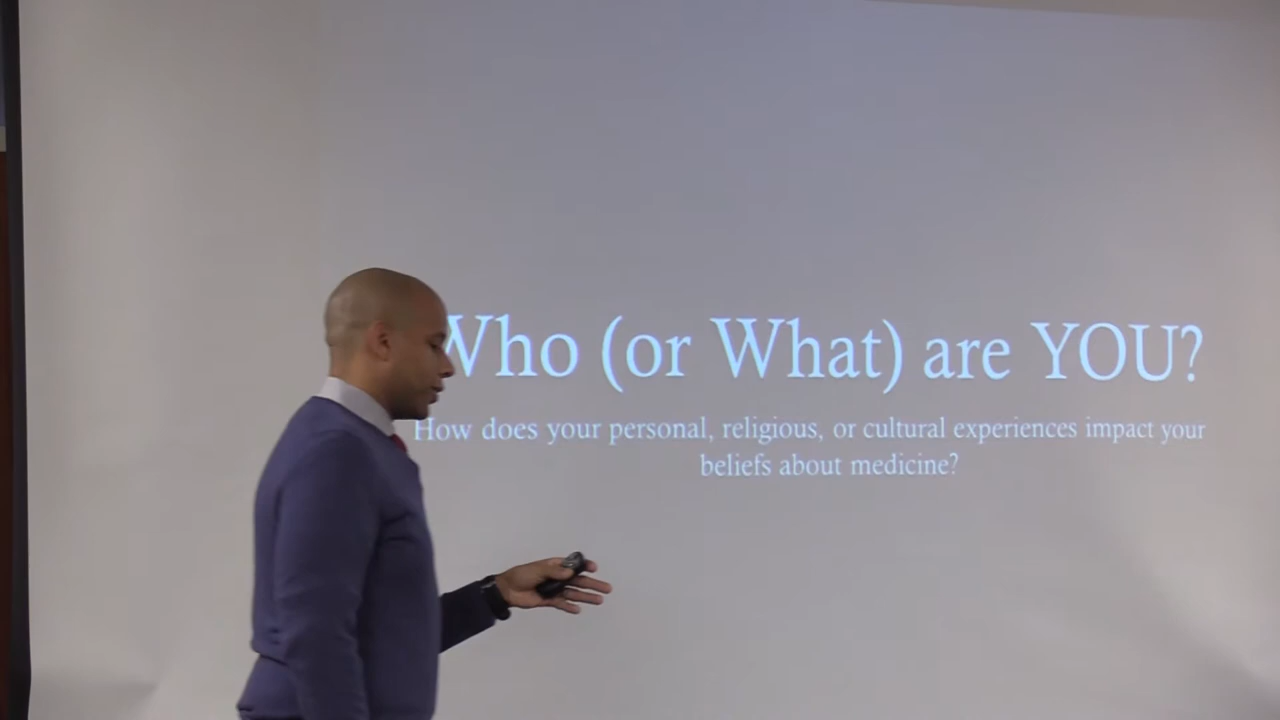 Who (or What) are YOU?
How does your personal, religious, or cultural experiences impact your
beliefs about medicine?